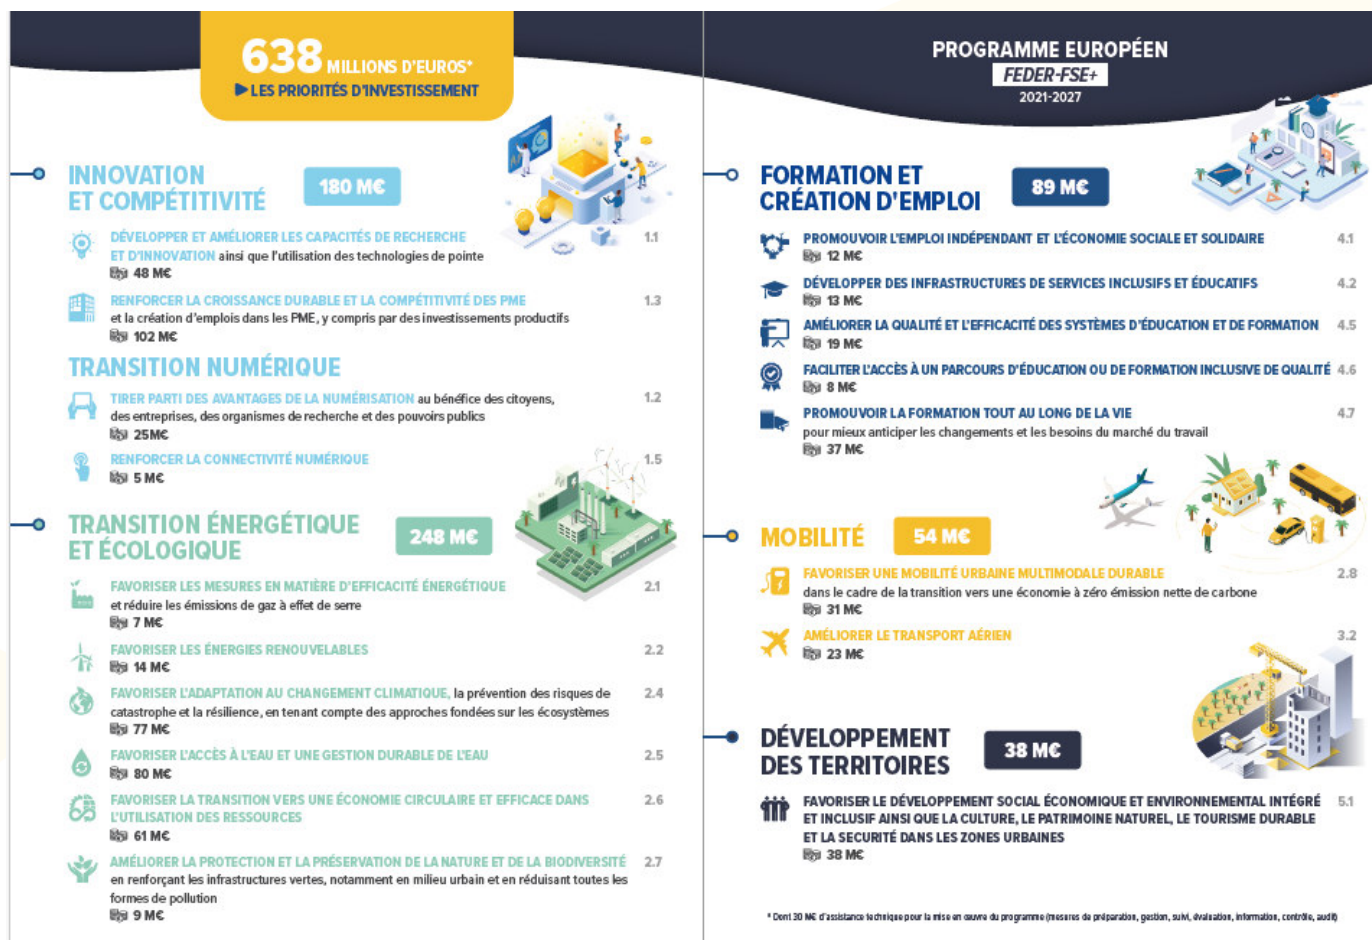 638 MILLIONS D'EUROS*
LES PRIORITÉS D'INVESTISSEMENT
INNOVATION
ET COMPÉTITIVITÉ
180 M€
DÉVELOPPER ET AMÉLIORER LES CAPACITÉS DE RECHERCHE 1.1
ET D'INNOVATION ainsi que l'utilisation des technologies de pointe
48 M€
RENFORCER LA CROISSANCE DURABLE ET LA COMPÉTITIVITÉ DES PME 1.3
et la création d'emplois dans les PME, y compris par des investissements productifs
102 M€
TRANSITION NUMÉRIQUE
TIRER PARTI DES AVANTAGES DE LA NUMÉRISATION au bénéfice des citoyens, 1.2
des entreprises, des organismes de recherche et des pouvoirs publics
25M€
RENFORCER LA CONNECTIVITÉ NUMÉRIQUE 1.5
5 M€
TRANSITION ÉNERGÉTIQUE
ET ÉCOLOGIQUE
248 M€
FAVORISER LES MESURES EN MATIÈRE D'EFFICACITÉ ÉNERGÉTIQUE 2.1
et réduire les émissions de gaz à effet de serre
7 M€
FAVORISER LES ÉNERGIES RENOUVELABLES 2.2
14 M€
FAVORISER L'ADAPTATION AU CHANGEMENT CLIMATIQUE, la prévention des risques de 2.4
catastrophe et la résilience, en tenant compte des approches fondées sur les écosystèmes
77 M€
FAVORISER L'ACCÈS À L'EAU ET UNE GESTION DURABLE DE L'EAU 2.5
80 M€
FAVORISER LA TRANSITION VERS UNE ÉCONOMIE CIRCULAIRE ET EFFICACE DANS 2.6
L'UTILISATION DES RESSOURCES
61 M€
AMÉLIORER LA PROTECTION ET LA PRÉSERVATION DE LA NATURE ET DE LA BIODIVERSITÉ 2.7
en renforçant les infrastructures vertes, notamment en milieu urbain et en réduisant toutes les
formes de pollution
9 M€
PROGRAMME EUROPÉEN
FEDER-FSE+
2021-2027
FORMATION ET
CRÉATION D'EMPLOI
89 M€
PROMOUVOIR L'EMPLOI INDÉPENDANT ET L'ÉCONOMIE SOCIALE ET SOLIDAIRE 4.1
12 M€
DÉVELOPPER DES INFRASTRUCTURES DE SERVICES INCLUSIFS ET ÉDUCATIFS 4.2
13 M€
AMÉLIORER LA QUALITÉ ET L'EFFICACITÉ DES SYSTÈMES D'ÉDUCATION ET DE FORMATION 4.5
19 M€
FACILITER L'ACCÈS À UN PARCOURS D'ÉDUCATION OU DE FORMATION INCLUSIVE DE QUALITÉ 4.6
8 M€
PROMOUVOIR LA FORMATION TOUT AU LONG DE LA VIE 4.7
pour mieux anticiper les changements et les besoins du marché du travail
37 M€
MOBILITÉ
54 M€
FAVORISER UNE MOBILITÉ URBAINE MULTIMODALE DURABLE 2.8
dans le cadre de la transition vers une économie à zéro émission nette de carbone
31 M€
AMÉLIORER LE TRANSPORT AÉRIEN 3.2
23 M€
DÉVELOPPEMENT
DES TERRITOIRES
38 M€
FAVORISER LE DÉVELOPPEMENT SOCIAL ÉCONOMIQUE ET ENVIRONNEMENTAL INTÉGRÉ 5.1
ET INCLUSIF AINSI QUE LA CULTURE, LE PATRIMOINE NATUREL, LE TOURISME DURABLE
ET LA SECURITÉ DANS LES ZONES URBAINES
38 M€
* Dont 30 M€ d'assistance technique pour la mise en œuvre du programme (mesures de préparation, gestion, suivi, évaluation, information, contrôle, audit)